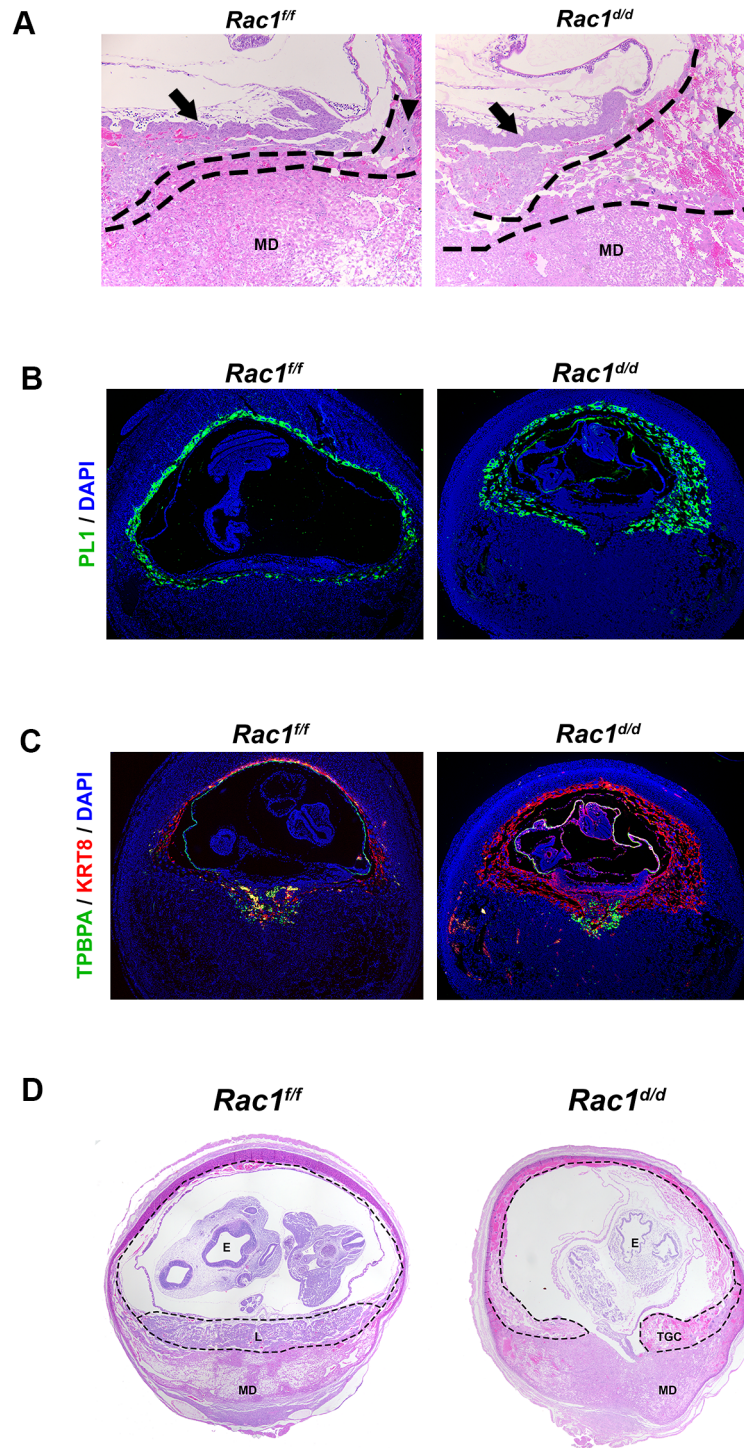 A
Rac1f/f
Rac1d/d
MD
MD
B
Rac1f/f
Rac1d/d
PL1 / DAPI
C
Rac1f/f
Rac1d/d
TPBPA / KRT8 / DAPI
D
Rac1f/f
Rac1d/d
E
E
L
TGC
MD
MD